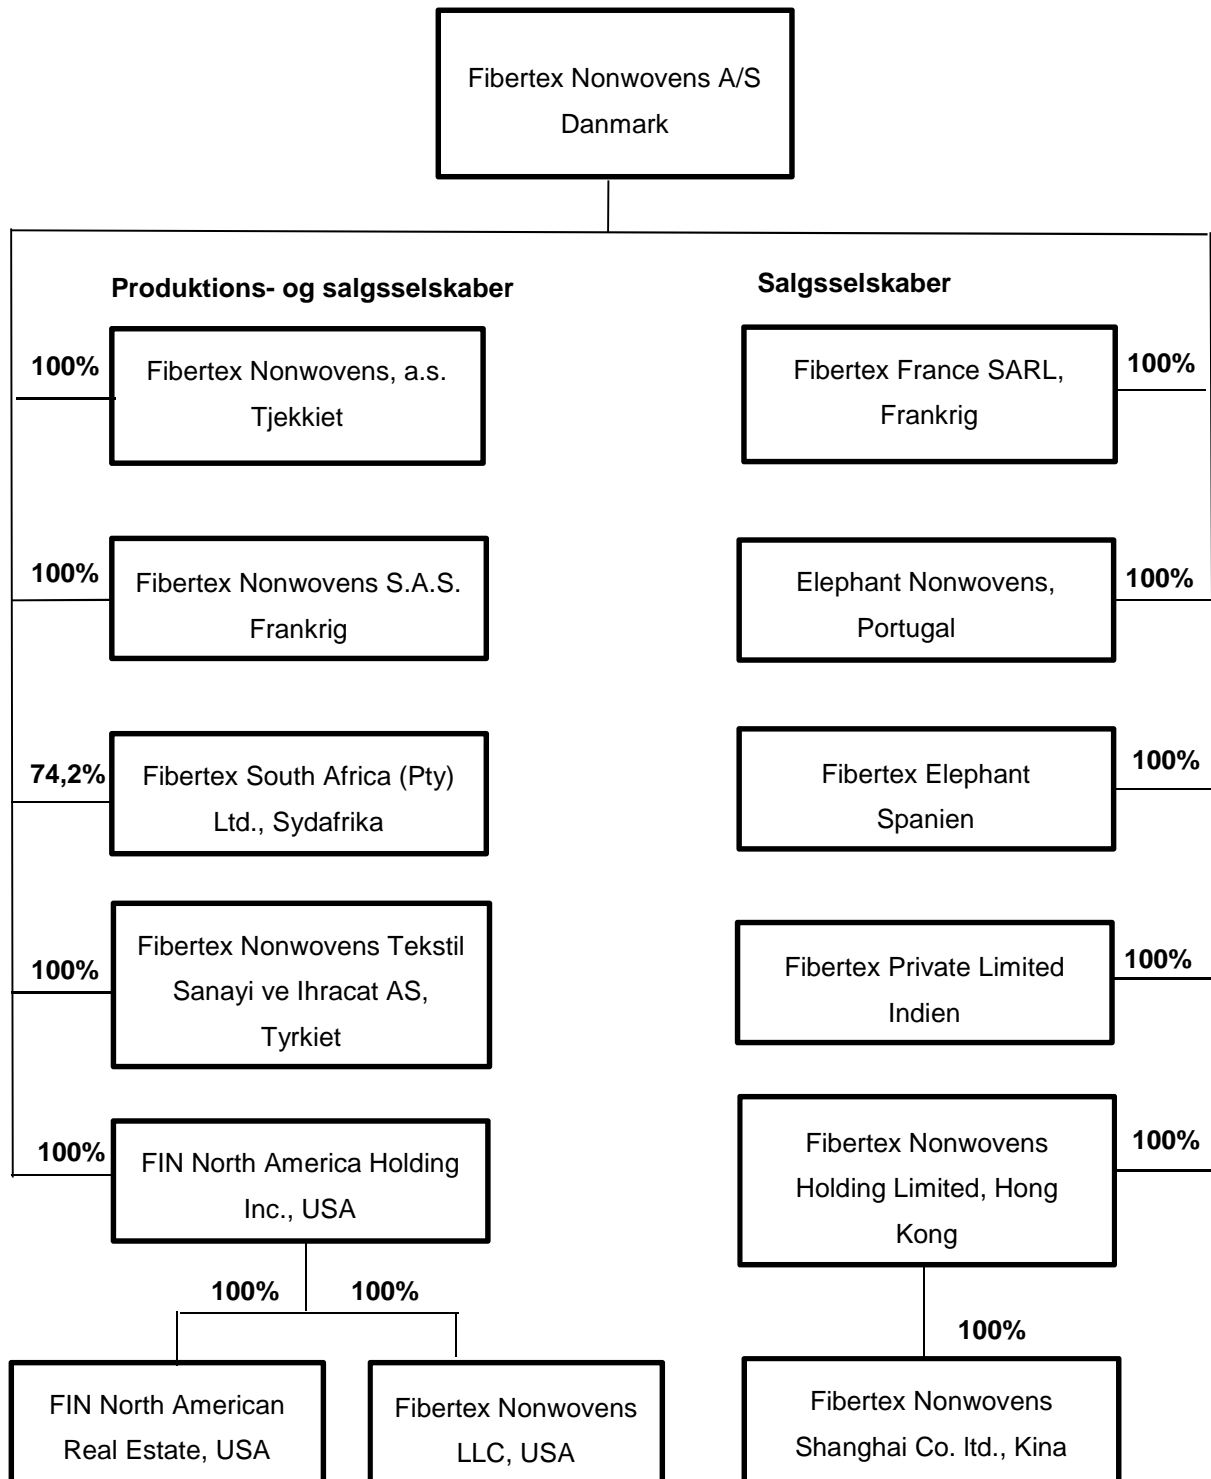 Fibertex Nonwovens A/S
Danmark
Produktions- og salgsselskaber
100%
Fibertex Nonwovens, a.s.
Tjekkiet
100%
Fibertex Nonwovens S.A.S.
Frankrig
74,2%
Fibertex South Africa (Pty)
Ltd., Sydafrika
100%
Fibertex Nonwovens Tekstil
Sanayi ve Ihracat AS,
Tyrkiet
100%
FIN North America Holding
Inc., USA
100%
100%
FIN North American
Real Estate, USA
Fibertex Nonwovens
LLC, USA
Salgsselskaber
Fibertex France SARL,
Frankrig
100%
Elephant Nonwovens,
Portugal
100%
Fibertex Elephant
Spanien
100%
Fibertex Private Limited
Indien
100%
Fibertex Nonwovens
Holding Limited, Hong
Kong
100%
100%
Fibertex Nonwovens
Shanghai Co. ltd., Kina